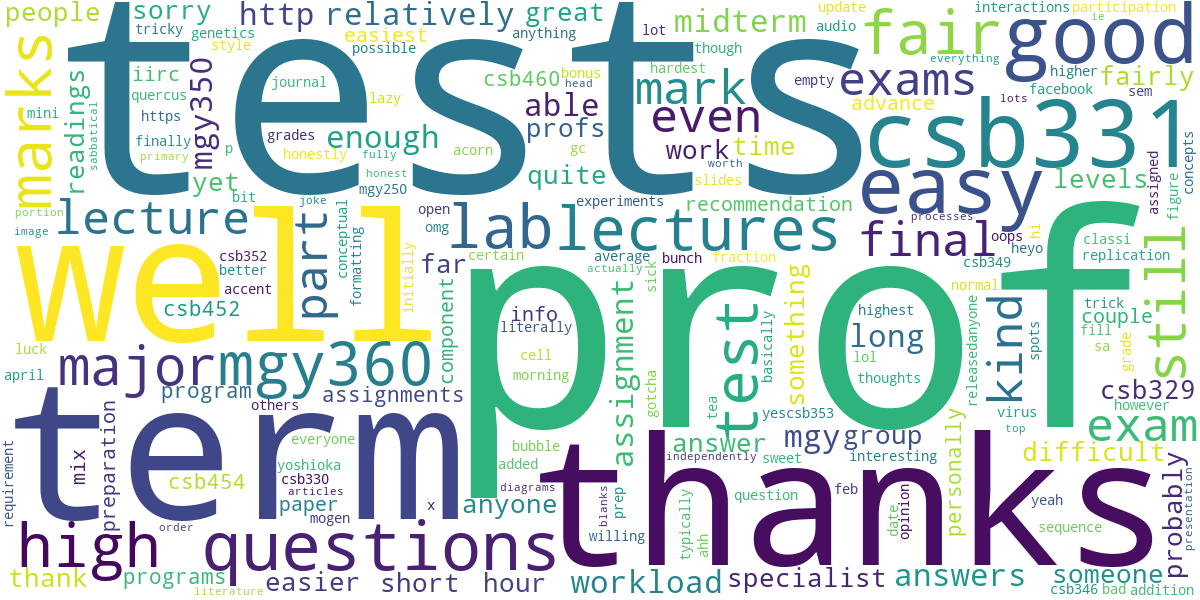 people sorry http relatively great midterm interactions participation
tricky genetics style easiest anything lot though update audio ie
marks iirc possible journal csb460 bonus hardest fair everything good
tests
quercus readings mini sabbatical https finally primary mgy350
grades lazy honestly enough fully p honest acorn head able profs gc
mark even work time empty exams advance higher facebook fairly sem lots
csb331
yet bit joke mgy250 quite worth slides levels assigned figure concepts
portion image lecture open omg experiments recommendation processes easy hi
well
part conceptual formatting lab lectures final oops heyo classi replication
csb352 better accent csb452 initially far certain average actually sick bunch fraction csb349 still
prof
info literally component assignment something highest long normal kind spots trick couple
luck major mgy360 cell morning gotcha test basically lol thoughts releasedanyone fill sa grade
april program assignments tea yescsb353 csb329 however
term
others requirement mix preparation everyone yoshioka csb454 csb330 articles paper mogen x
bubble added anyone answer mgy group personally virus top exam
diagrams independently sweet interesting difficult yeah
thanks
order high questions blanks prep willing typically ahh question feb date opinion sequence probably presentation
thank programs literature easier short hour workload specialist answers someone csb346 bad addition